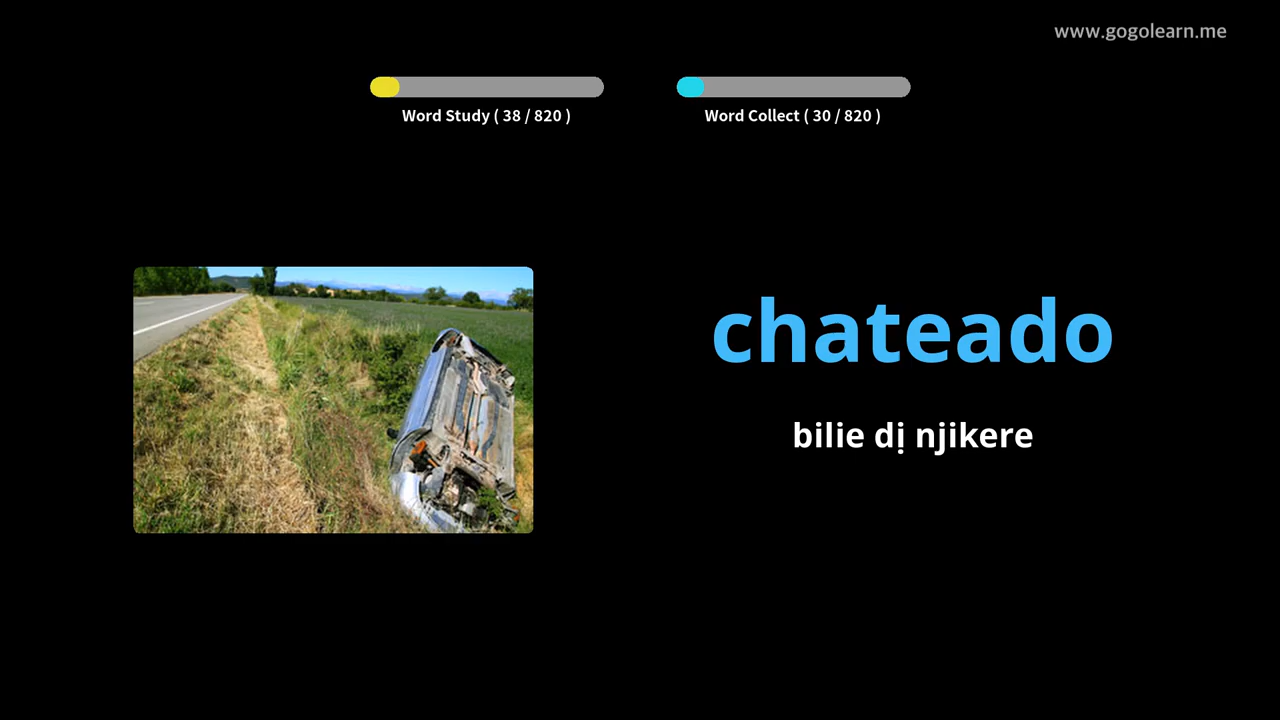 www.gogolearn.me
Word Study ( 38 / 820 )
Word Collect ( 30 / 820 )
chateado
bilie dị njikere